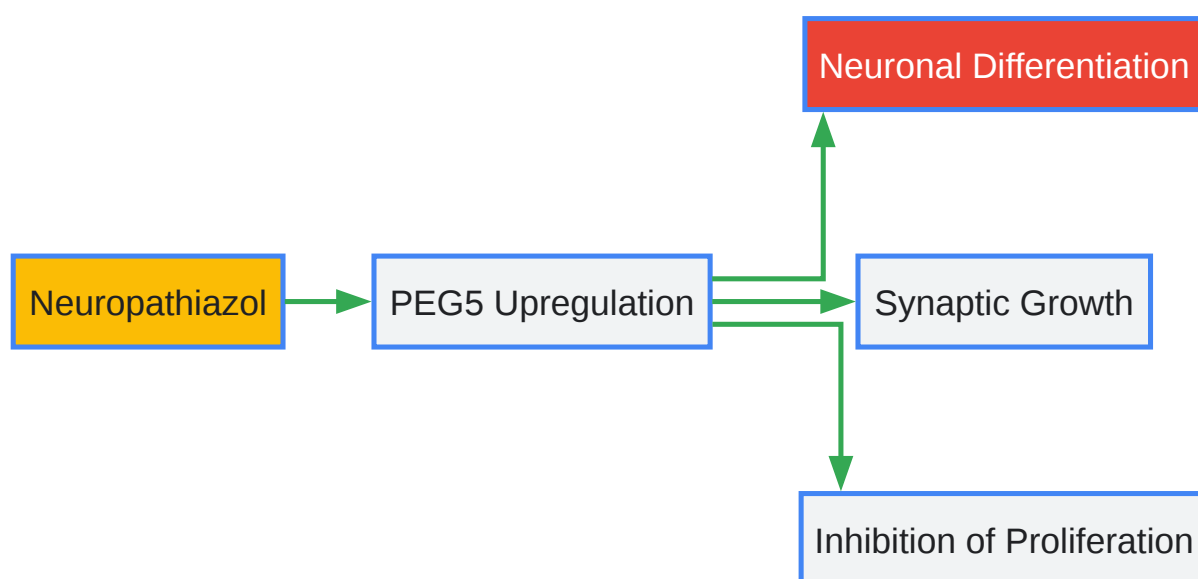 Neuronal Differentiation
Neuropathiazol
PEG5 Upregulation
Synaptic Growth
Inhibition of Proliferation